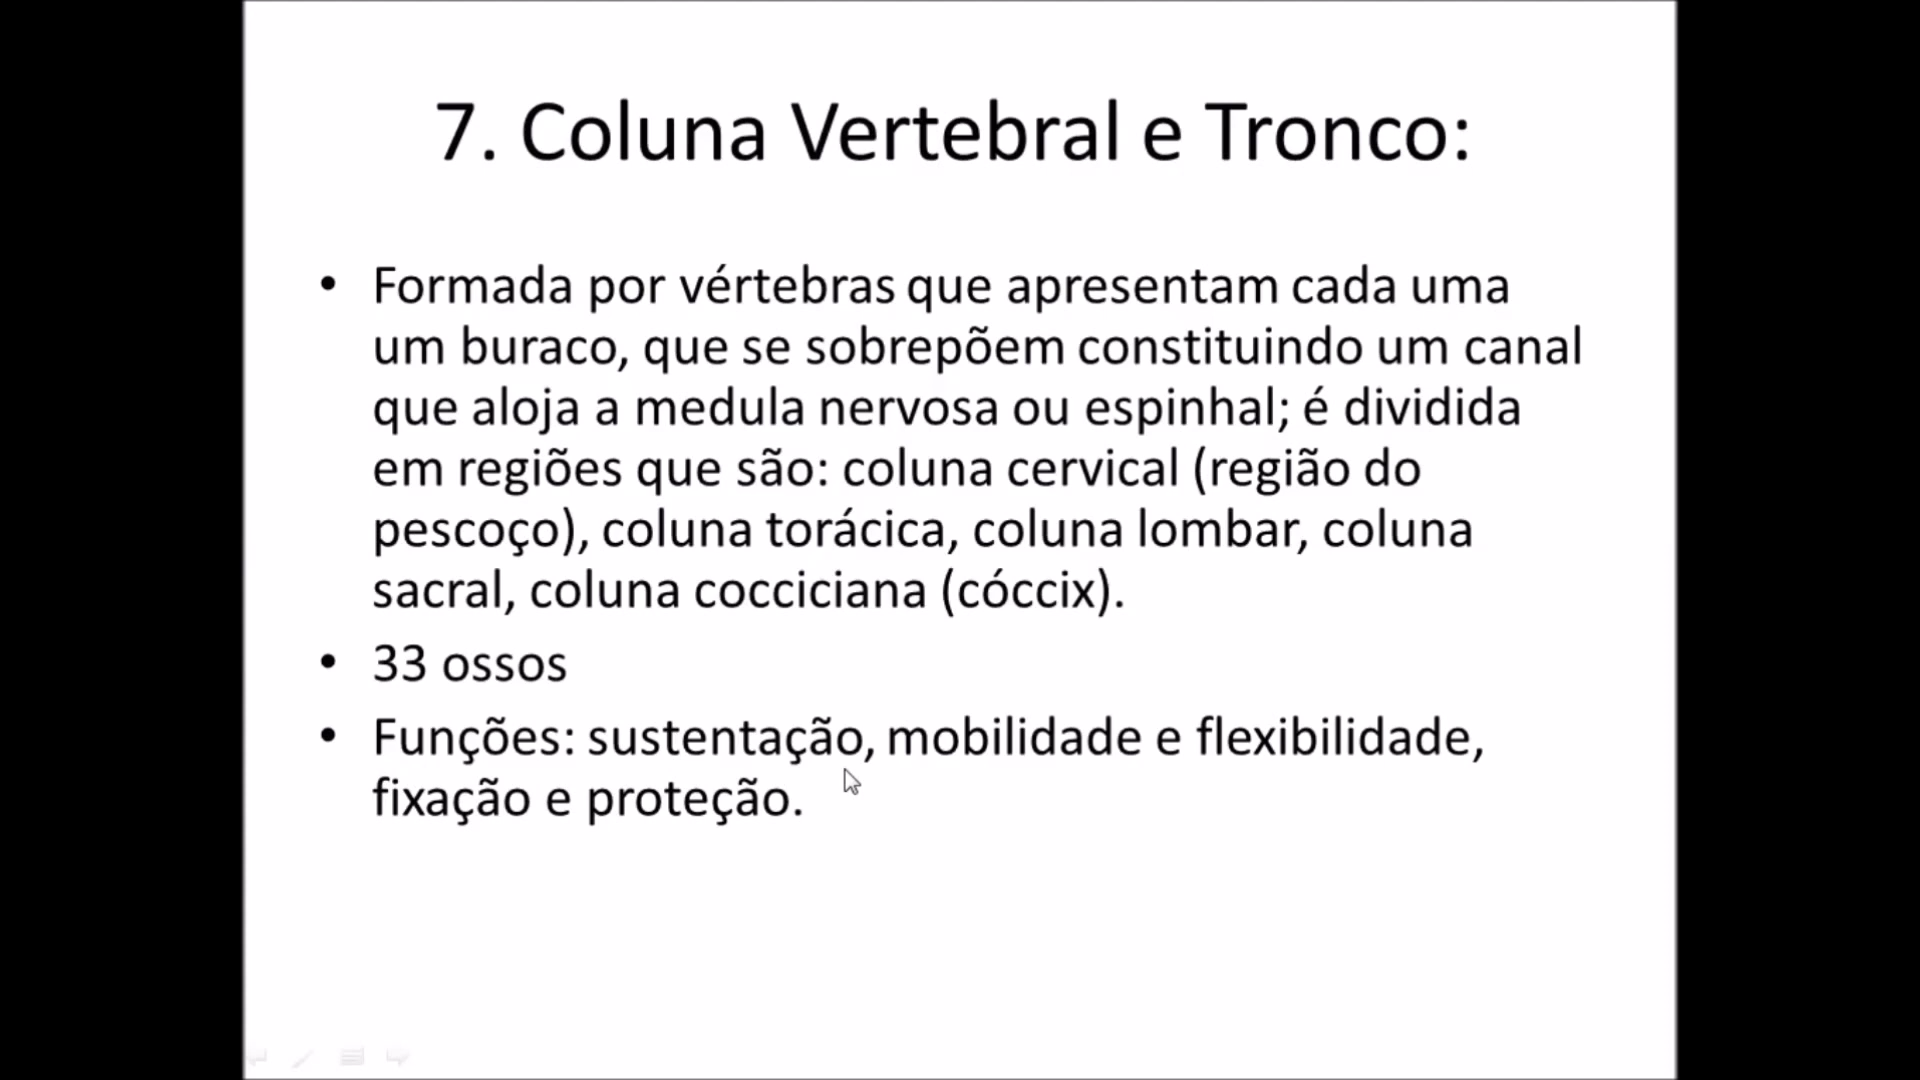 7. Coluna Vertebral e Tronco:
• Formada por vértebras que apresentam cada uma
um buraco, que se sobrepõem constituindo um canal
que aloja a medula nervosa ou espinhal; é dividida
em regiões que são: coluna cervical (região do
pescoço), coluna torácica, coluna lombar, coluna
sacral, coluna cocciciana (cóccix).
• 33 ossos
• Funções: sustentação, mobilidade e flexibilidade,
fixação e proteção.